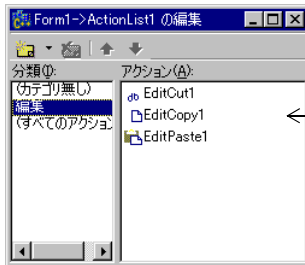 Form1->ActionList1 の編集
分類(I):
アクション(A):
(カテゴリ無し)
編集
(すべてのアクション
EditCut1
EditCopy1
EditPaste1